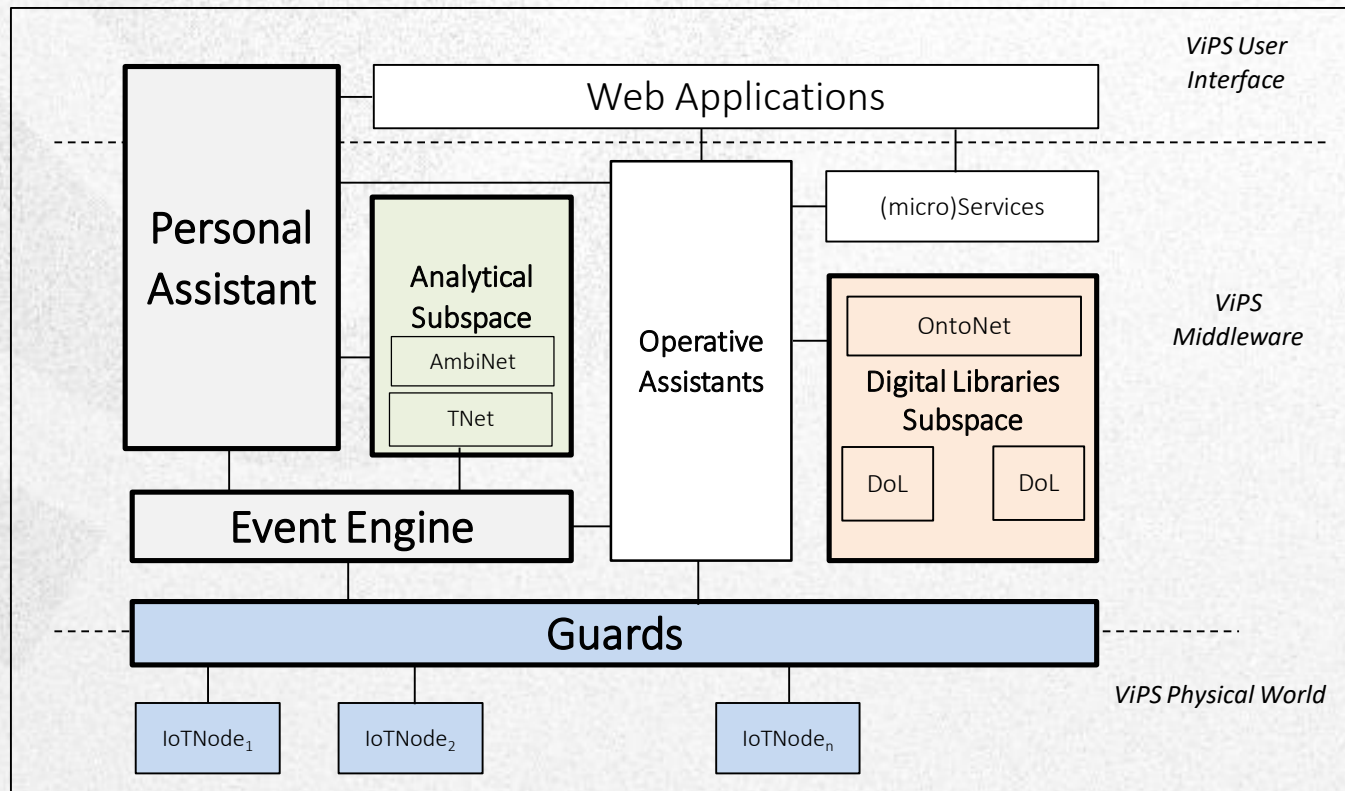 ViPS User
Interface
Web Applications
Personal
Assistant
(micro)Services
Analytical
Subspace
AmbiNet
TNet
Operative
Assistants
OntoNet
Digital Libraries
Subspace
DoL
DoL
ViPS
Middleware
Event Engine
Guards
ViPS Physical World
IoTNode₁
IoTNode₂
IoTNodeₙ